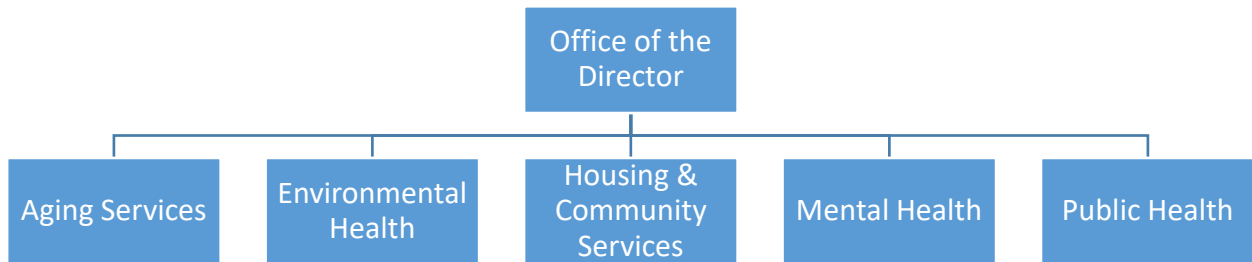 Office of the
Director
Aging Services
Environmental
Health
Housing &
Community
Services
Mental Health
Public Health